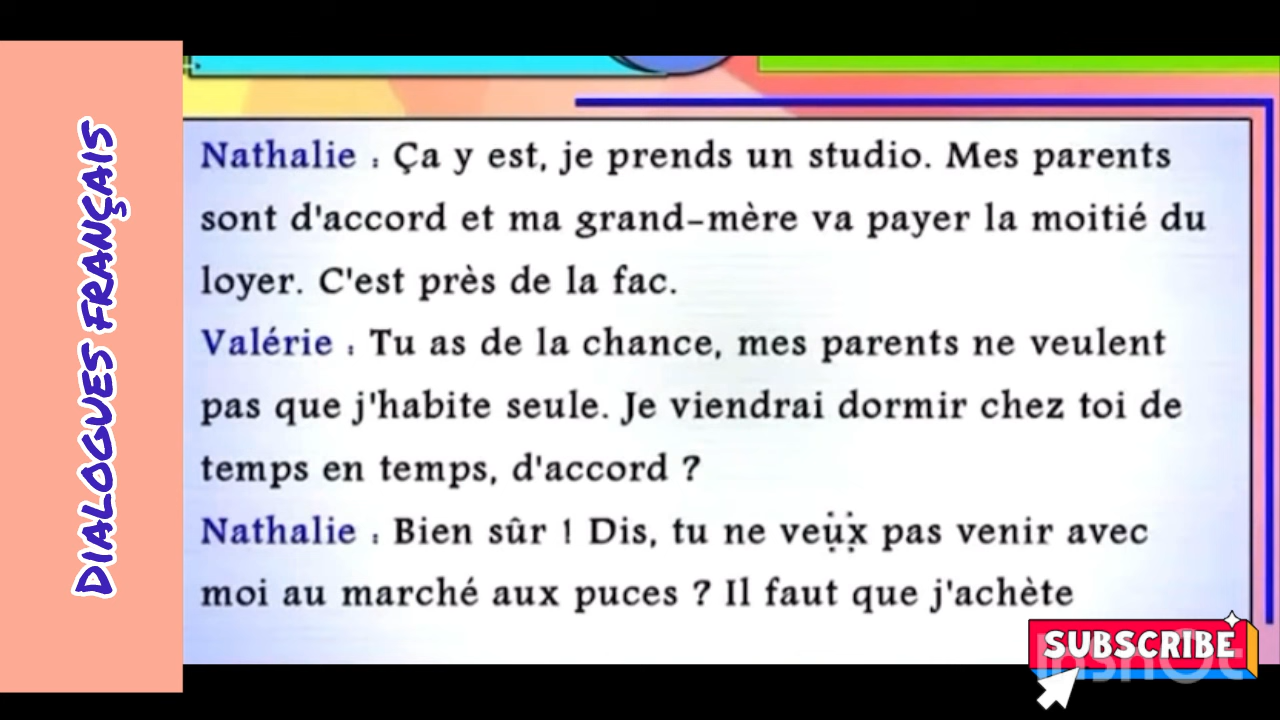 DIALOGUES FRANÇAIS
Nathalie : Ça y est, je prends un studio. Mes parents
sont d'accord et ma grand-mère va payer la moitié du
loyer. C'est près de la fac.
Valérie : Tu as de la chance, mes parents ne veulent
pas que j'habite seule. Je viendrai dormir chez toi de
temps en temps, d'accord ?
Nathalie : Bien sûr ! Dis, tu ne veux pas venir avec
moi au marché aux puces ? Il faut que j'achète
SUBSCRIBE